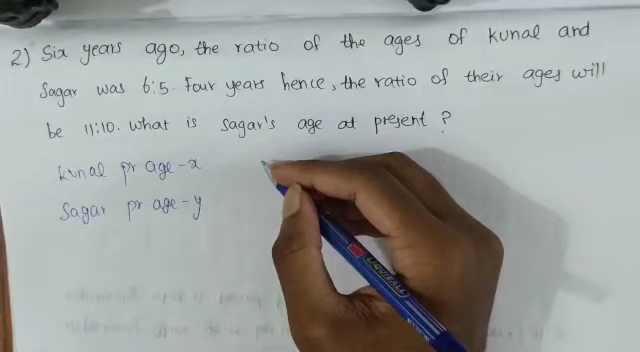 2) Six years ago, the ratio of the ages of Kunal and
Sagar was 6:5. Four years hence, the ratio of their ages will
be 11:10. What is Sagar's age at present ?
Kunal pr age - x
Sagar pr age - y